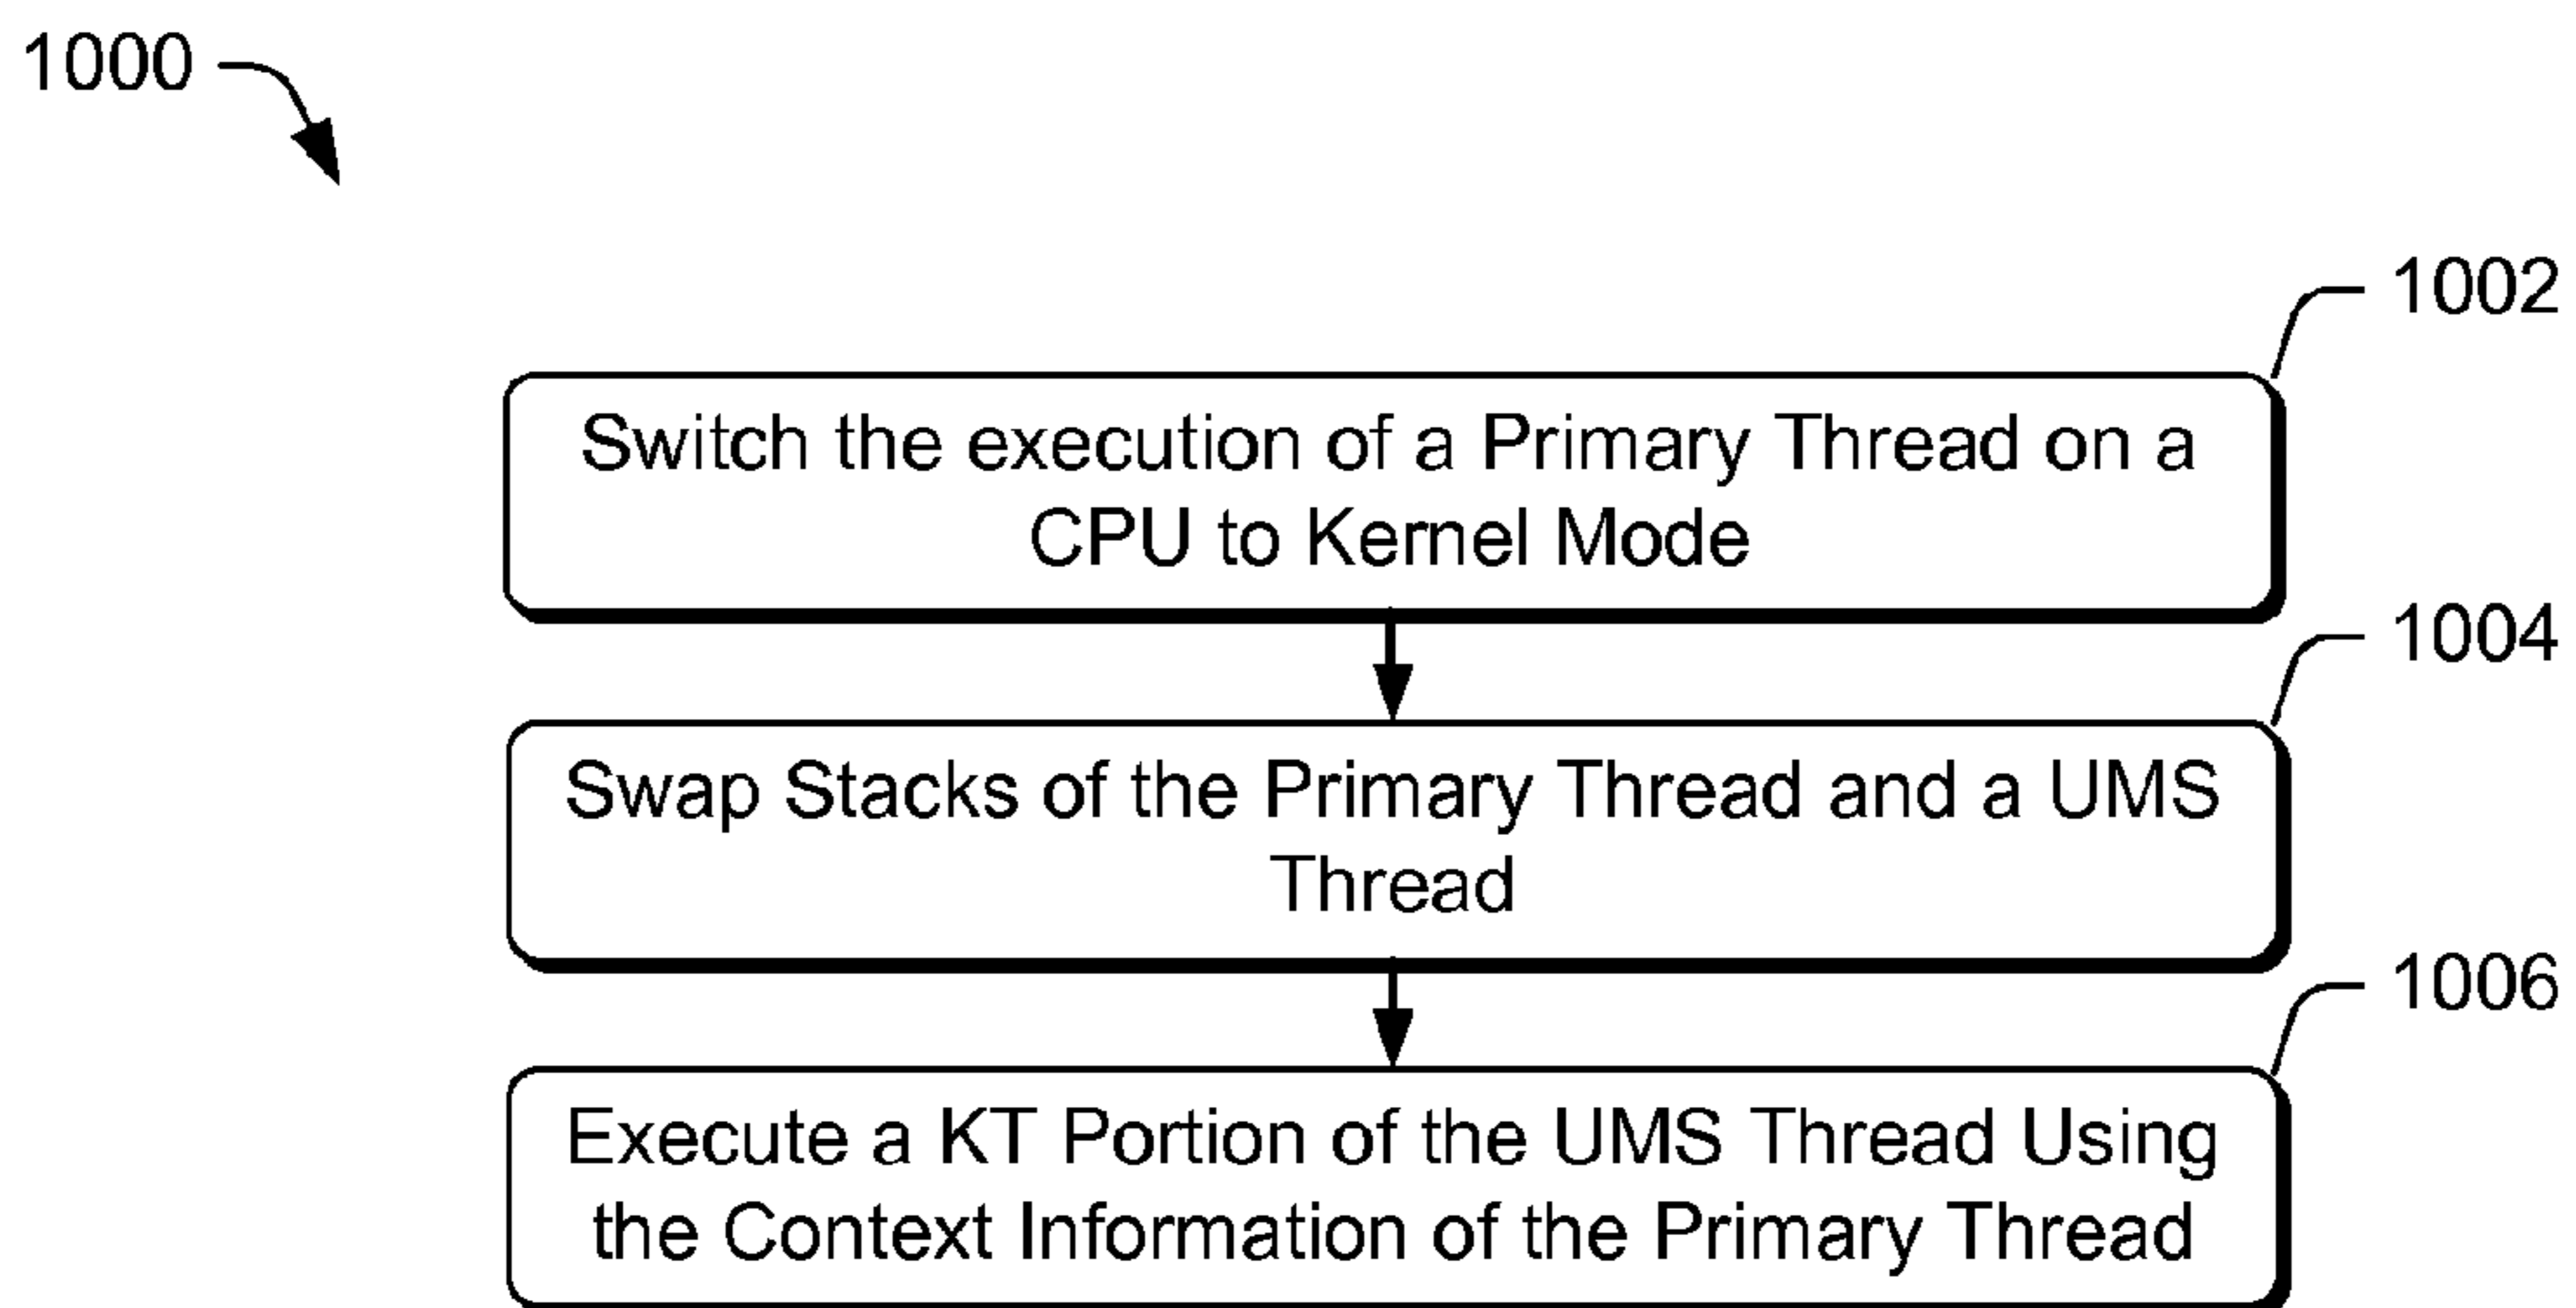 1000
1002
Switch the execution of a Primary Thread on a
CPU to Kernel Mode
1004
Swap Stacks of the Primary Thread and a UMS
Thread
1006
Execute a KT Portion of the UMS Thread Using
the Context Information of the Primary Thread